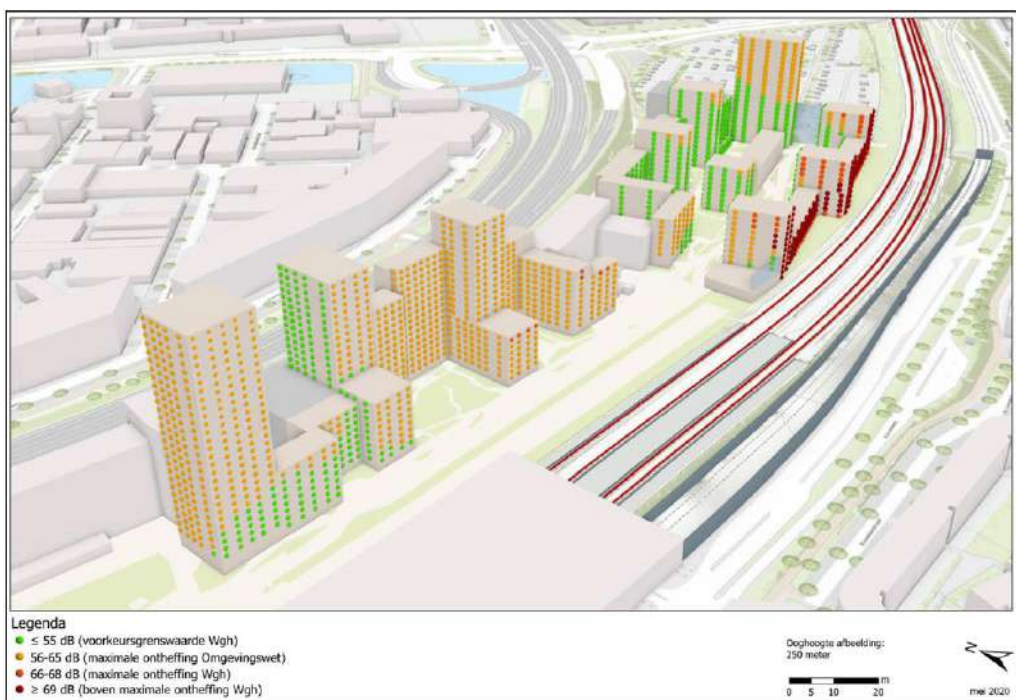 Legenda
≤ 55 dB (voorkeursgrenswaarde Wgh)
56-65 dB (maximale ontheffing Omgevingswet)
66-68 dB (maximale ontheffing Wgh)
≥ 69 dB (boven maximale ontheffing Wgh)
Ooghoogte afbeelding:
250 meter
N
m
0 5 10 20
mei 2020